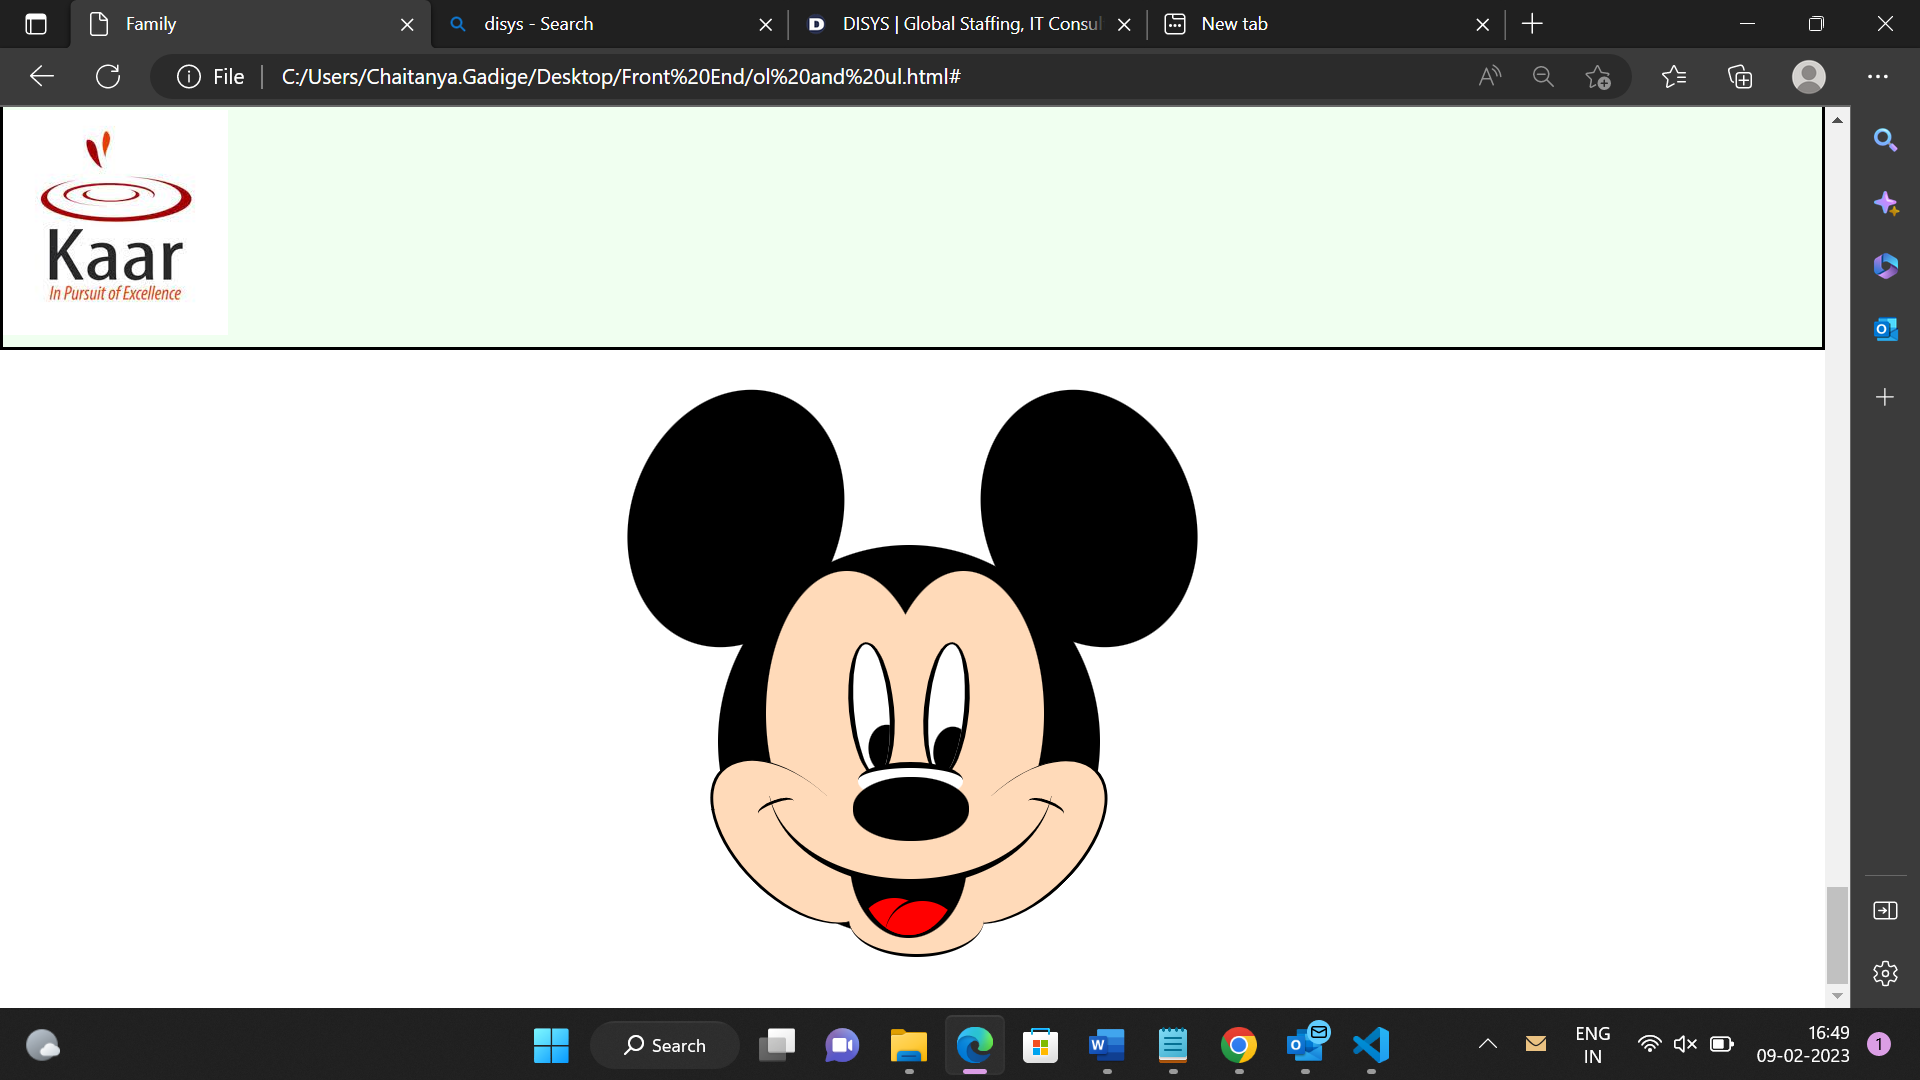 Family
disys - Search
DISYS | Global Staffing, IT Consul
New tab
File
C:/Users/Chaitanya.Gadige/Desktop/Front%20End/ol%20and%20ul.html#
Kaar
In Pursuit of Excellence
Search
ENG
IN
16:49
09-02-2023
1